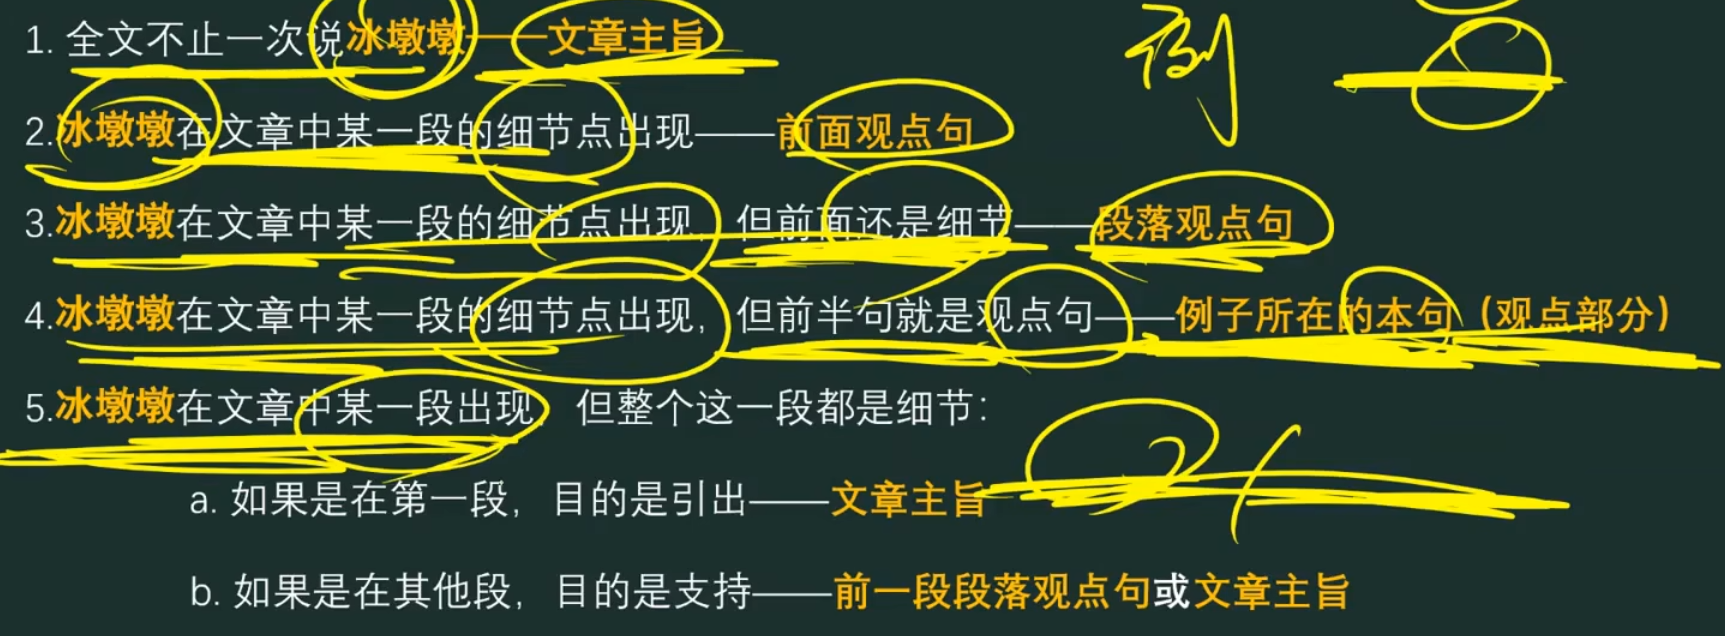 1. 全文不止一次说冰墩墩——文章主旨
例
2.冰墩墩在文章中某一段的细节点出现——前面观点句
3.冰墩墩在文章中某一段的细节点出现，但前面还是细节——段落观点句
4.冰墩墩在文章中某一段的细节点出现，但前半句就是观点句——例子所在的本句（观点部分）
5.冰墩墩在文章中某一段出现，但整个这一段都是细节：
a. 如果是在第一段，目的是引出——文章主旨
b. 如果是在其他段，目的是支持——前一段段落观点句或文章主旨